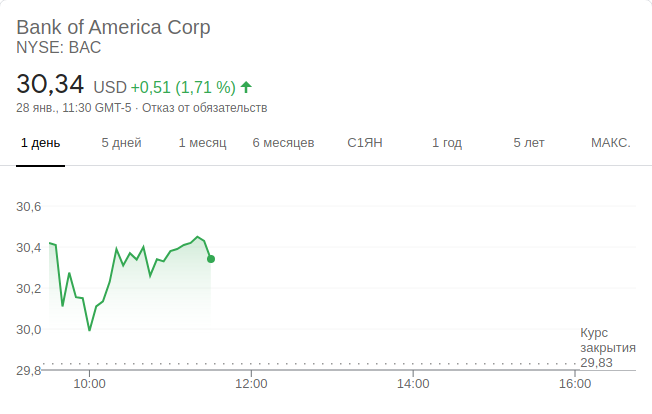 Bank of America Corp
NYSE: BAC
30,34 USD +0,51 (1,71 %)
28 янв., 11:30 GMT-5 · Отказ от обязательств
1 день 5 дней 1 месяц 6 месяцев С1ЯН 1 год 5 лет МАКС.
30,6
30,4
30,2
30,0
Курс
закрытия
29,83
29,8
10:00 12:00 14:00 16:00